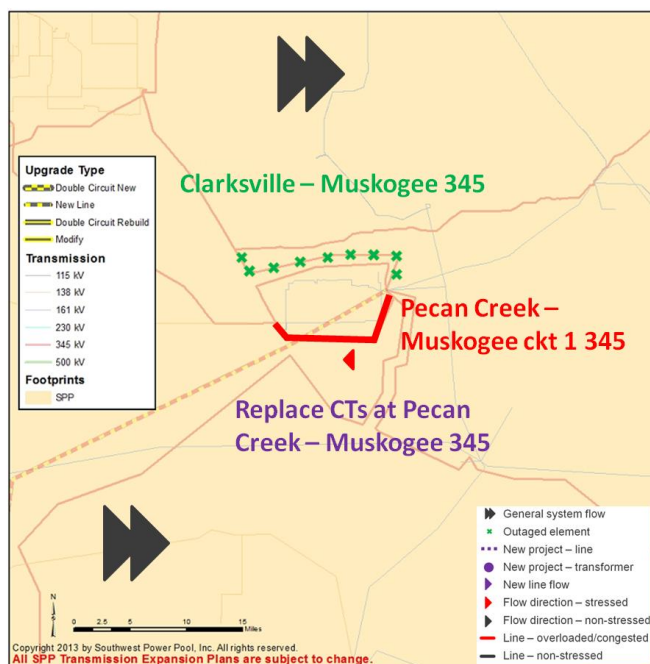 Clarksville – Muskogee 345
Upgrade Type
Double Circuit New
New Line
Double Circuit Rebuild
Modify
Transmission
115 kV
138 kV
161 kV
230 kV
345 kV
500 kV
Footprints
SPP
Pecan Creek –
Muskogee ckt 1 345
Replace CTs at Pecan
Creek – Muskogee 345
General system flow
Outaged element
New project – line
New project – transformer
New line flow
Flow direction – stressed
Flow direction – non-stressed
Line – overloaded/congested
Line – non-stressed
N
0 2.5 5 10 15
Miles
Copyright 2013 by Southwest Power Pool, Inc. All rights reserved.
All SPP Transmission Expansion Plans are subject to change.